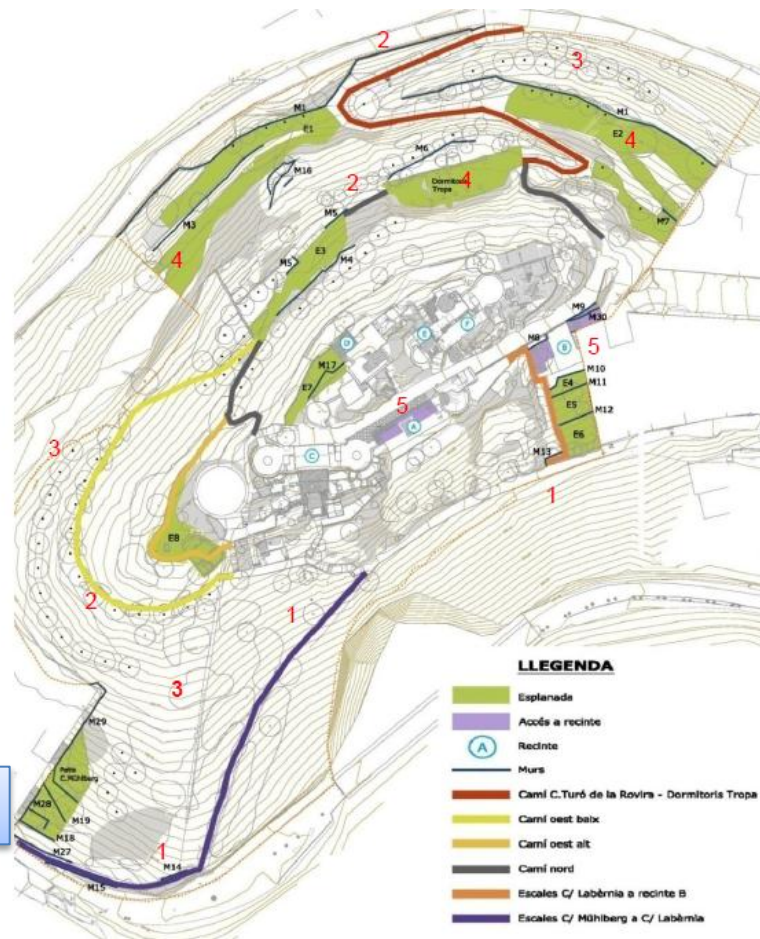 2
3
M1
E1
M1
E2
4
M6
M16
2
Dormitoris
Tropa
4
M3
M5
E3
M5
M4
M7
4
M9
M30
D
E
F
M8
B
5
M17
M10
E4
M11
E7
5
E5
M12
A
E6
3
C
M13
1
E8
2
1
3
LLEGENDA
Esplanada
Accés a recinte
A
Recinte
M29
Murs
Patio
C.Mühlberg
Camí C.Turó de la Rovira - Dormitoris Tropa
M28
Camí oest baix
M19
Camí oest alt
M18
1
M27
M14
Camí nord
M15
Escales C/ Labèrnia a recinte B
Escales C/ Mühlberg a C/ Labèrnia